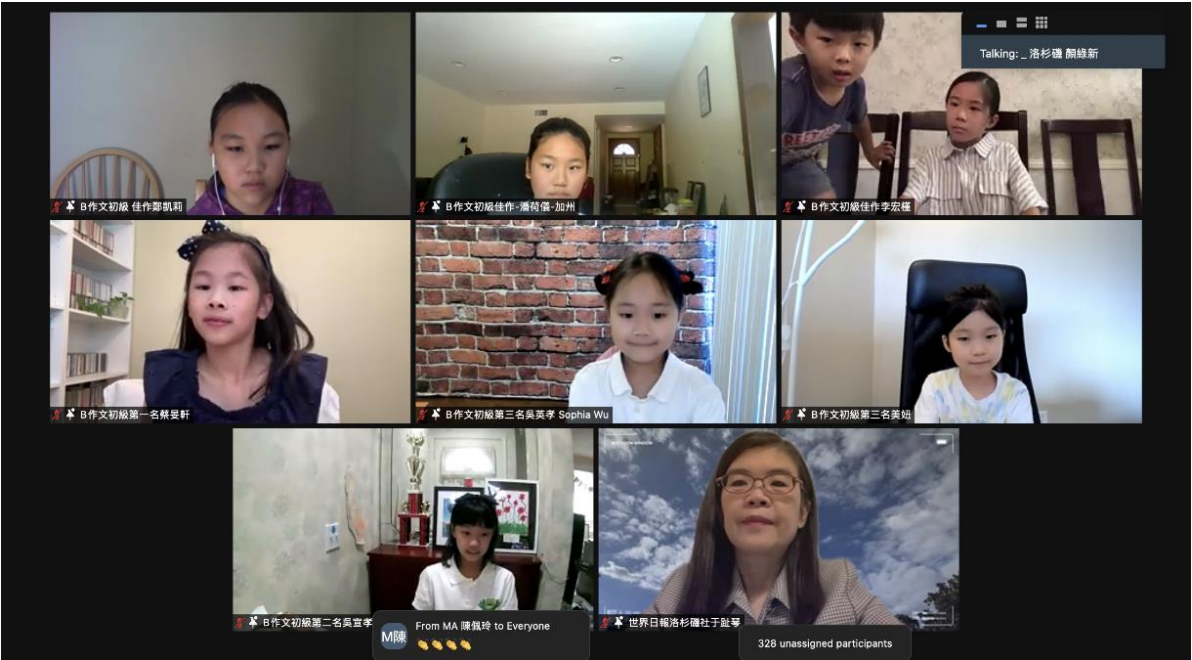 Talking: _ 洛杉磯 顏綠新
REETE
B作文初級 佳作鄭凱莉
B作文初級佳作-潘荷儀-加州
B作文初級佳作李宏槿
B作文初級第一名蔡旻軒
B作文初級第三名吳英孝 Sophia Wu
B作文初級第三名美妞
B作文初級第二名吳宣孝
世界日報洛杉磯社于趾琴
M陳
From MA 陳佩玲 to Everyone
👏👏👏👏
328 unassigned participants